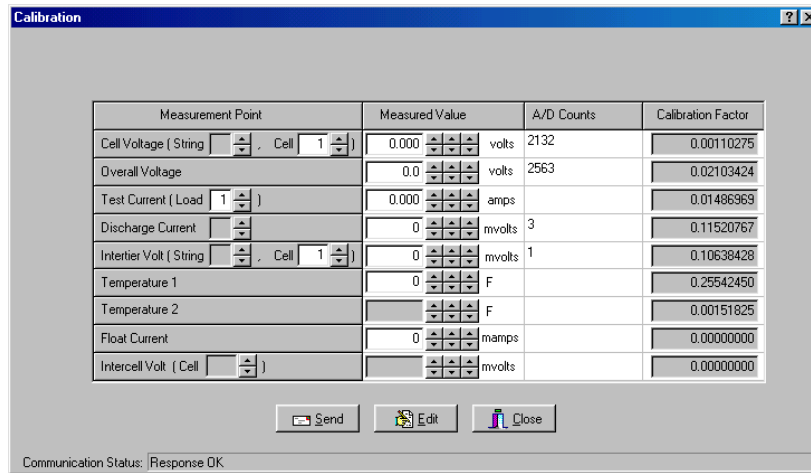 Calibration
Measurement Point Measured Value A/D Counts Calibration Factor
Cell Voltage ( String , Cell 1 ) 0.000 volts 2132 0.00110275
Overall Voltage 0.0 volts 2563 0.02103424
Test Current ( Load 1 ) 0.000 amps 0.01486969
Discharge Current 0 mvolts 3 0.11520767
Intertier Volt ( String , Cell 1 ) 0 mvolts 1 0.10638428
Temperature 1 0 F 0.25542450
Temperature 2 F 0.00151825
Float Current 0 mamps 0.00000000
Intercell Volt ( Cell ) mvolts 0.00000000
Send Edit Close
Communication Status: Response OK